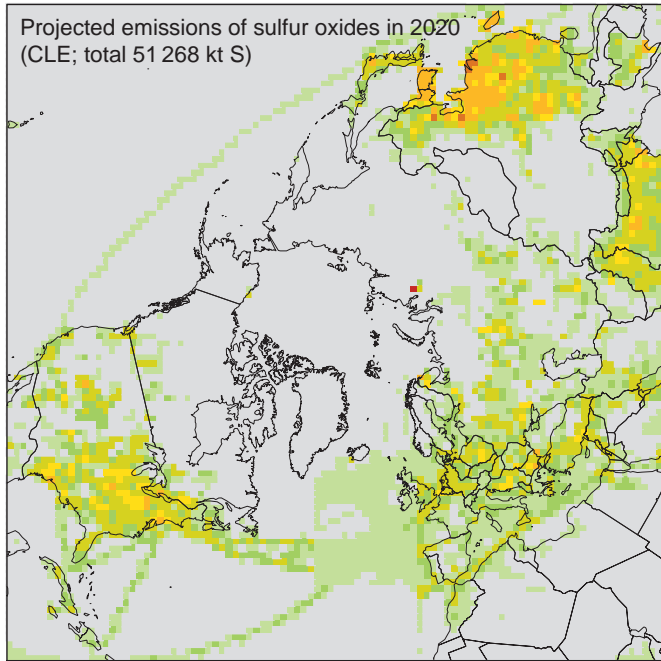 Projected emissions of sulfur oxides in 2020
(CLE; total 51 268 kt S)